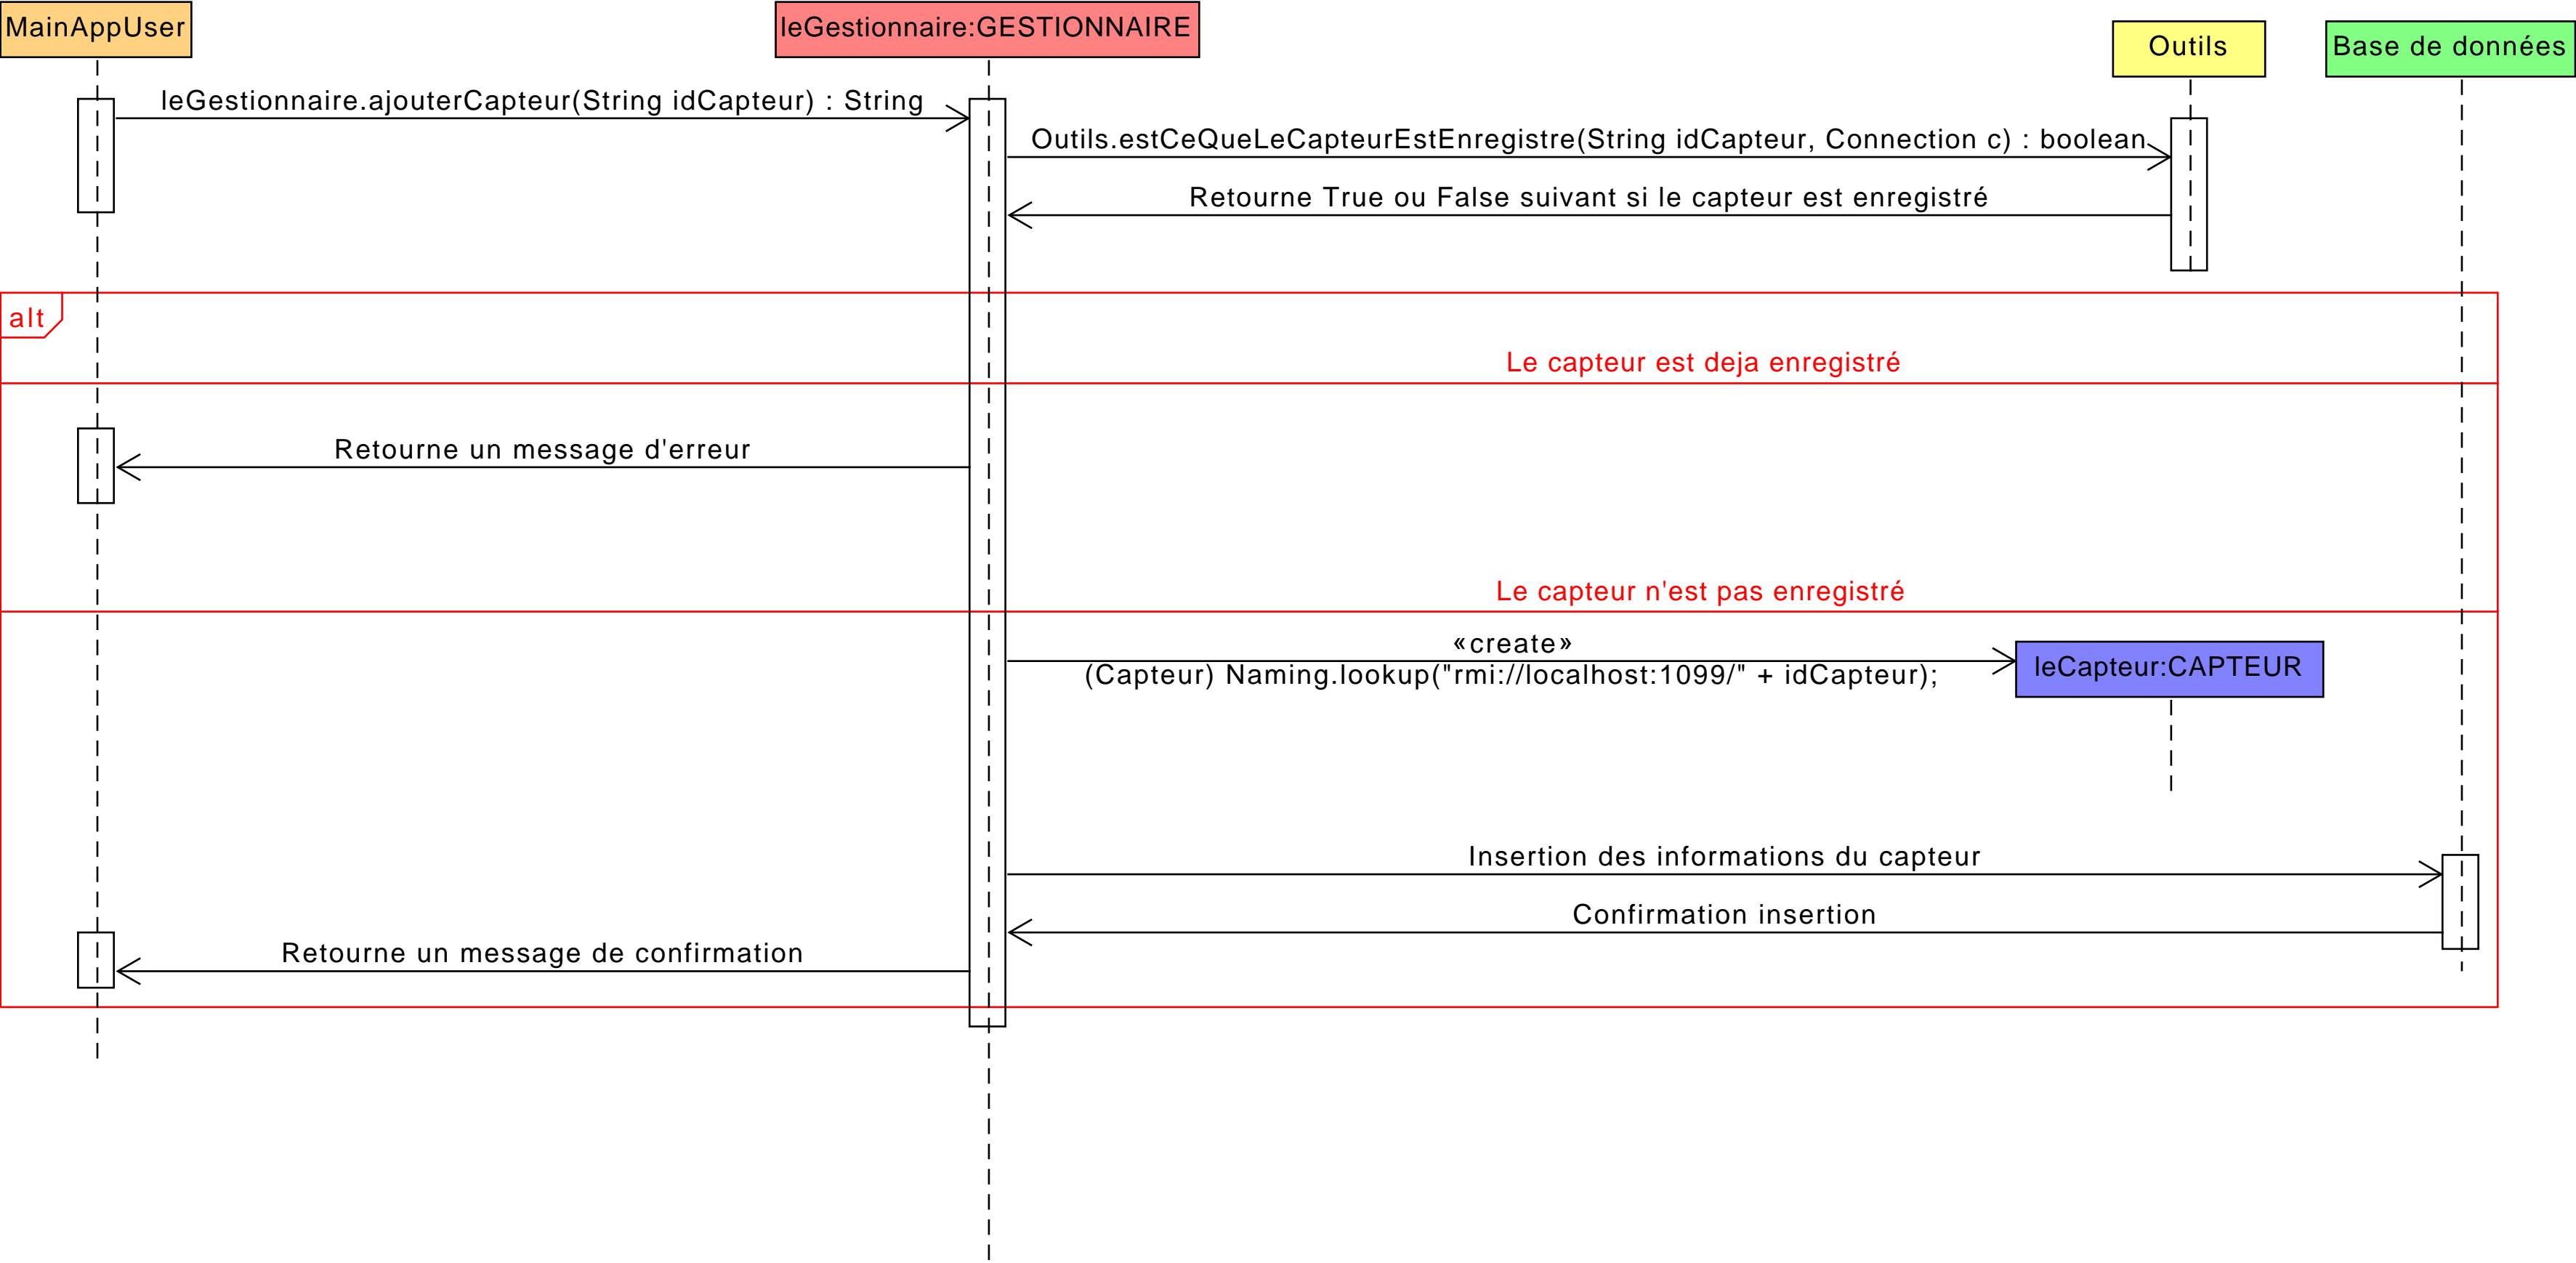 MainAppUser
leGestionnaire:GESTIONNAIRE
Outils
Base de données
leGestionnaire.ajouterCapteur(String idCapteur) : String
Outils.estCeQueLeCapteurEstEnregistre(String idCapteur, Connection c) : boolean
Retourne True ou False suivant si le capteur est enregistré
alt
Le capteur est deja enregistré
Retourne un message d'erreur
Le capteur n'est pas enregistré
«create»
(Capteur) Naming.lookup("rmi://localhost:1099/" + idCapteur);
leCapteur:CAPTEUR
Insertion des informations du capteur
Confirmation insertion
Retourne un message de confirmation